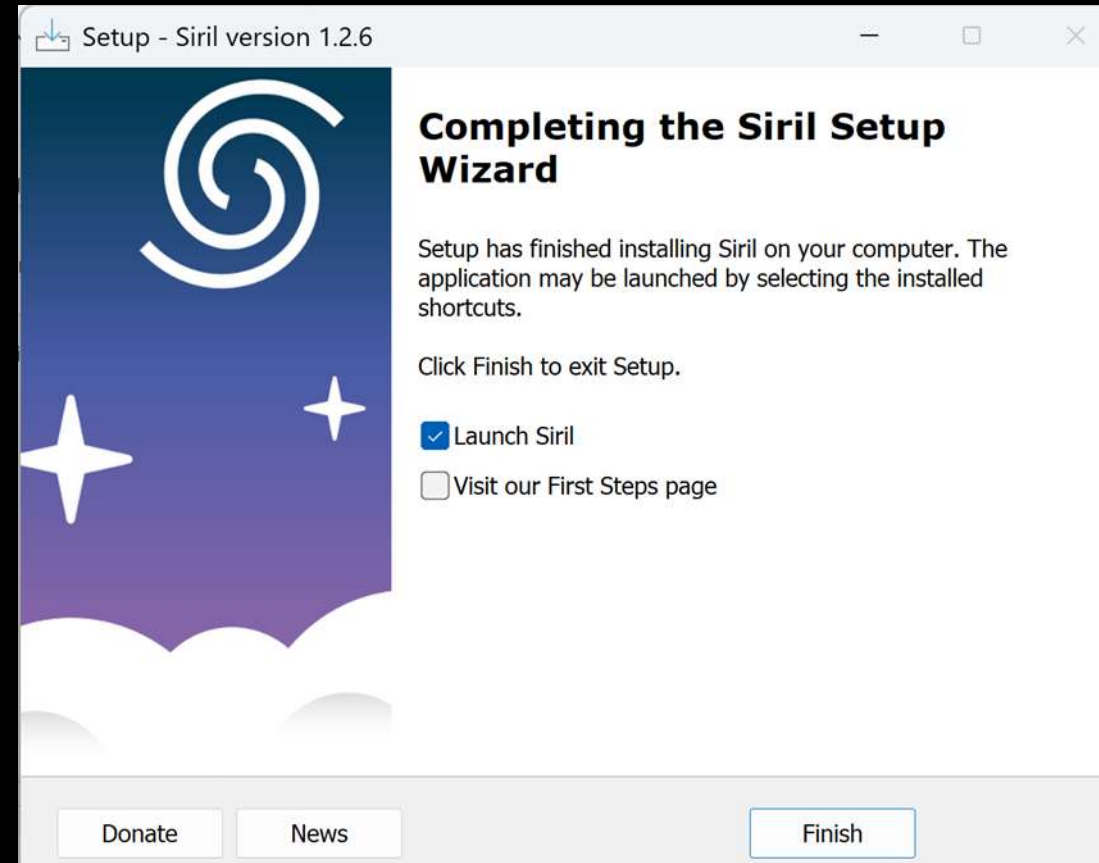 Setup - Siril version 1.2.6
Completing the Siril Setup
Wizard
Setup has finished installing Siril on your computer. The
application may be launched by selecting the installed
shortcuts.
Click Finish to exit Setup.
Launch Siril
Visit our First Steps page
Donate
News
Finish